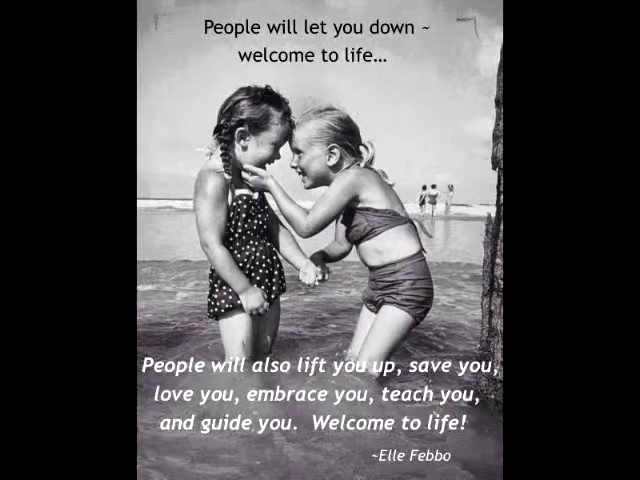 People will let you down ~
welcome to life...
People will also lift you up, save you,
love you, embrace you, teach you,
and guide you.  Welcome to life!
~Elle Febbo